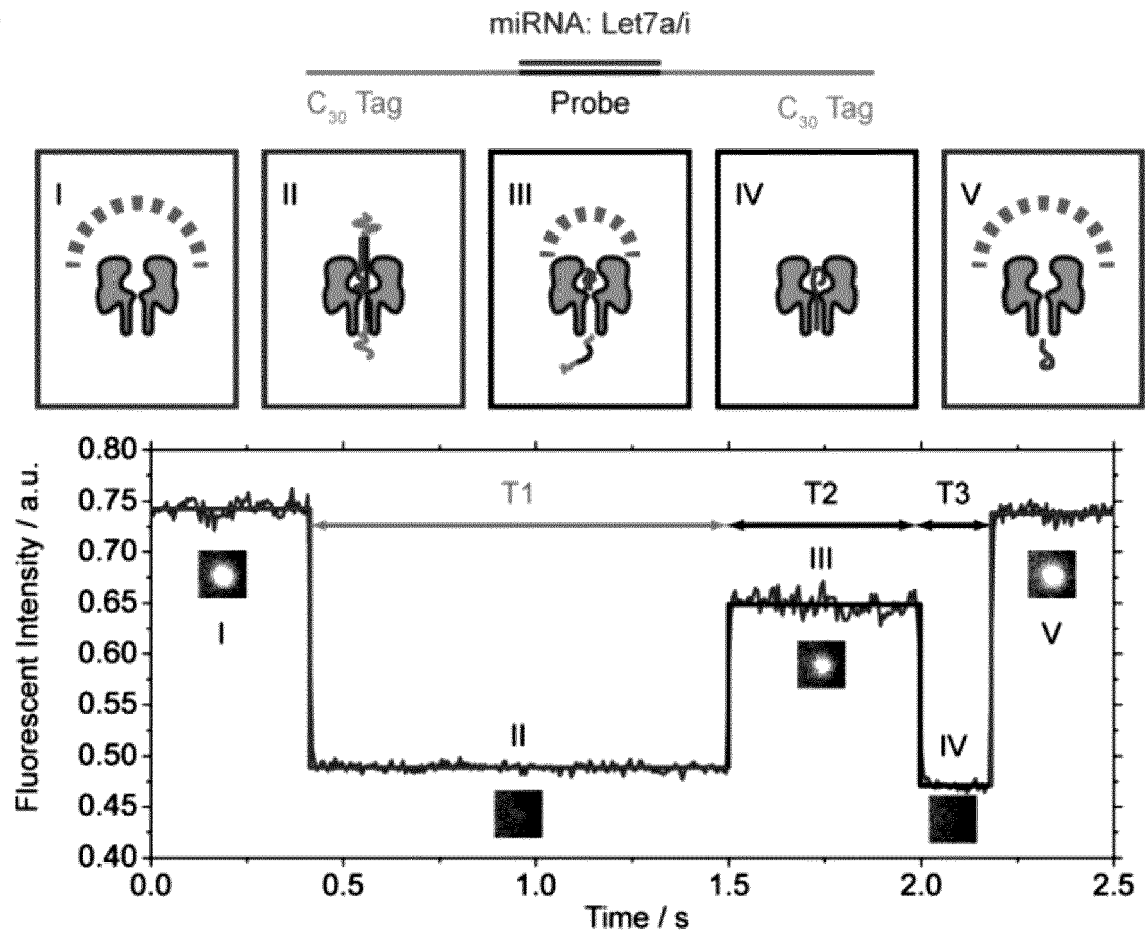 miRNA: Let7a/i
C₃₀ Tag Probe C₃₀ Tag
I II III IV V
0.80
0.75
0.70
0.65
0.60
0.55
0.50
0.45
0.40
Fluorescent Intensity / a.u.
T1 T2 T3
III
I V
II IV
0.0 0.5 1.0 1.5 2.0 2.5
Time / s